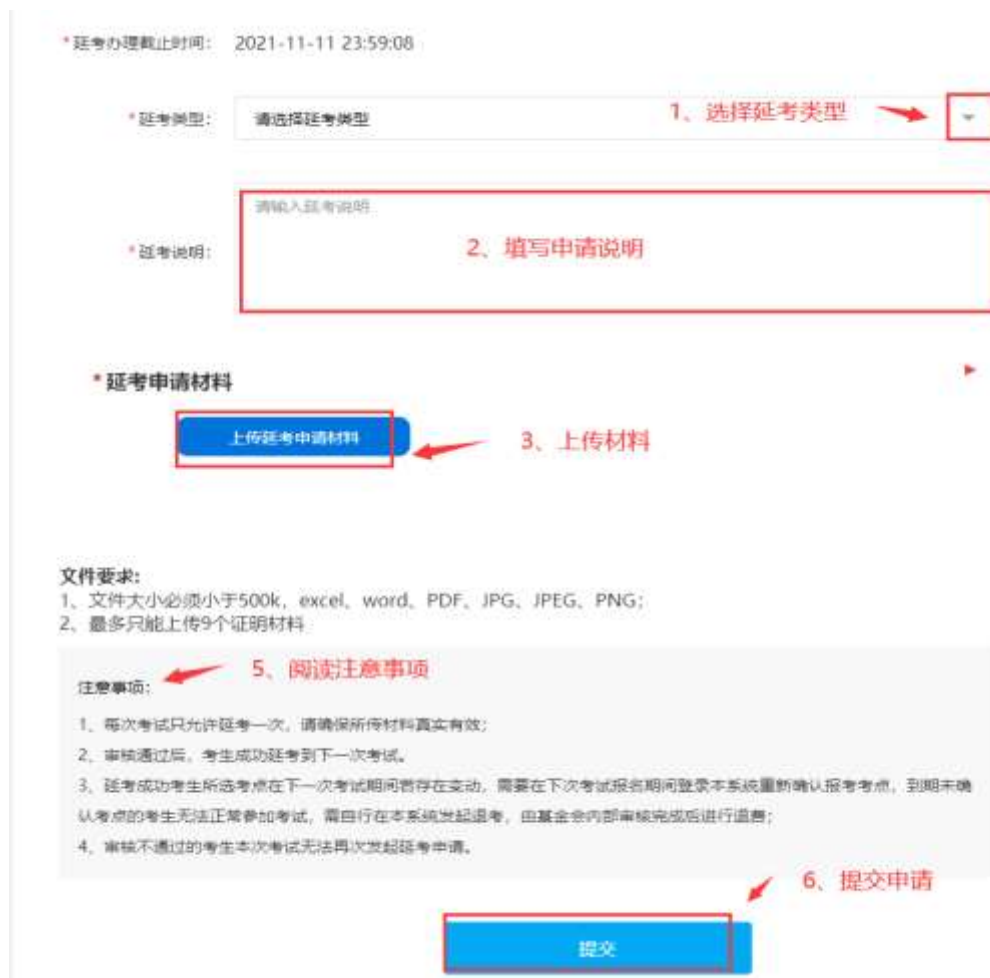 *延考办理截止时间： 2021-11-11 23:59:08
*延考类型： 请选择延考类型 1、选择延考类型
请输入延考说明
*延考说明： 2、填写申请说明
*延考申请材料
上传延考申请材料 3、上传材料
文件要求:
1、文件大小必须小于500k，excel、word、PDF、JPG、JPEG、PNG；
2、最多只能上传9个证明材料
注意事项： 5、阅读注意事项
1、每次考试只允许延考一次，请确保所传材料真实有效；
2、审核通过后，考生成功延考到下一次考试。
3、延考成功考生所选考点在下一次考试期间若存在变动，需要在下次考试报名期间登录本系统重新确认报考考点，到期未确
认考点的考生无法正常参加考试，需自行在本系统发起退考，由基金会内部审核完成后进行退费；
4、审核不通过的考生本次考试无法再次发起延考申请。
6、提交申请
提交